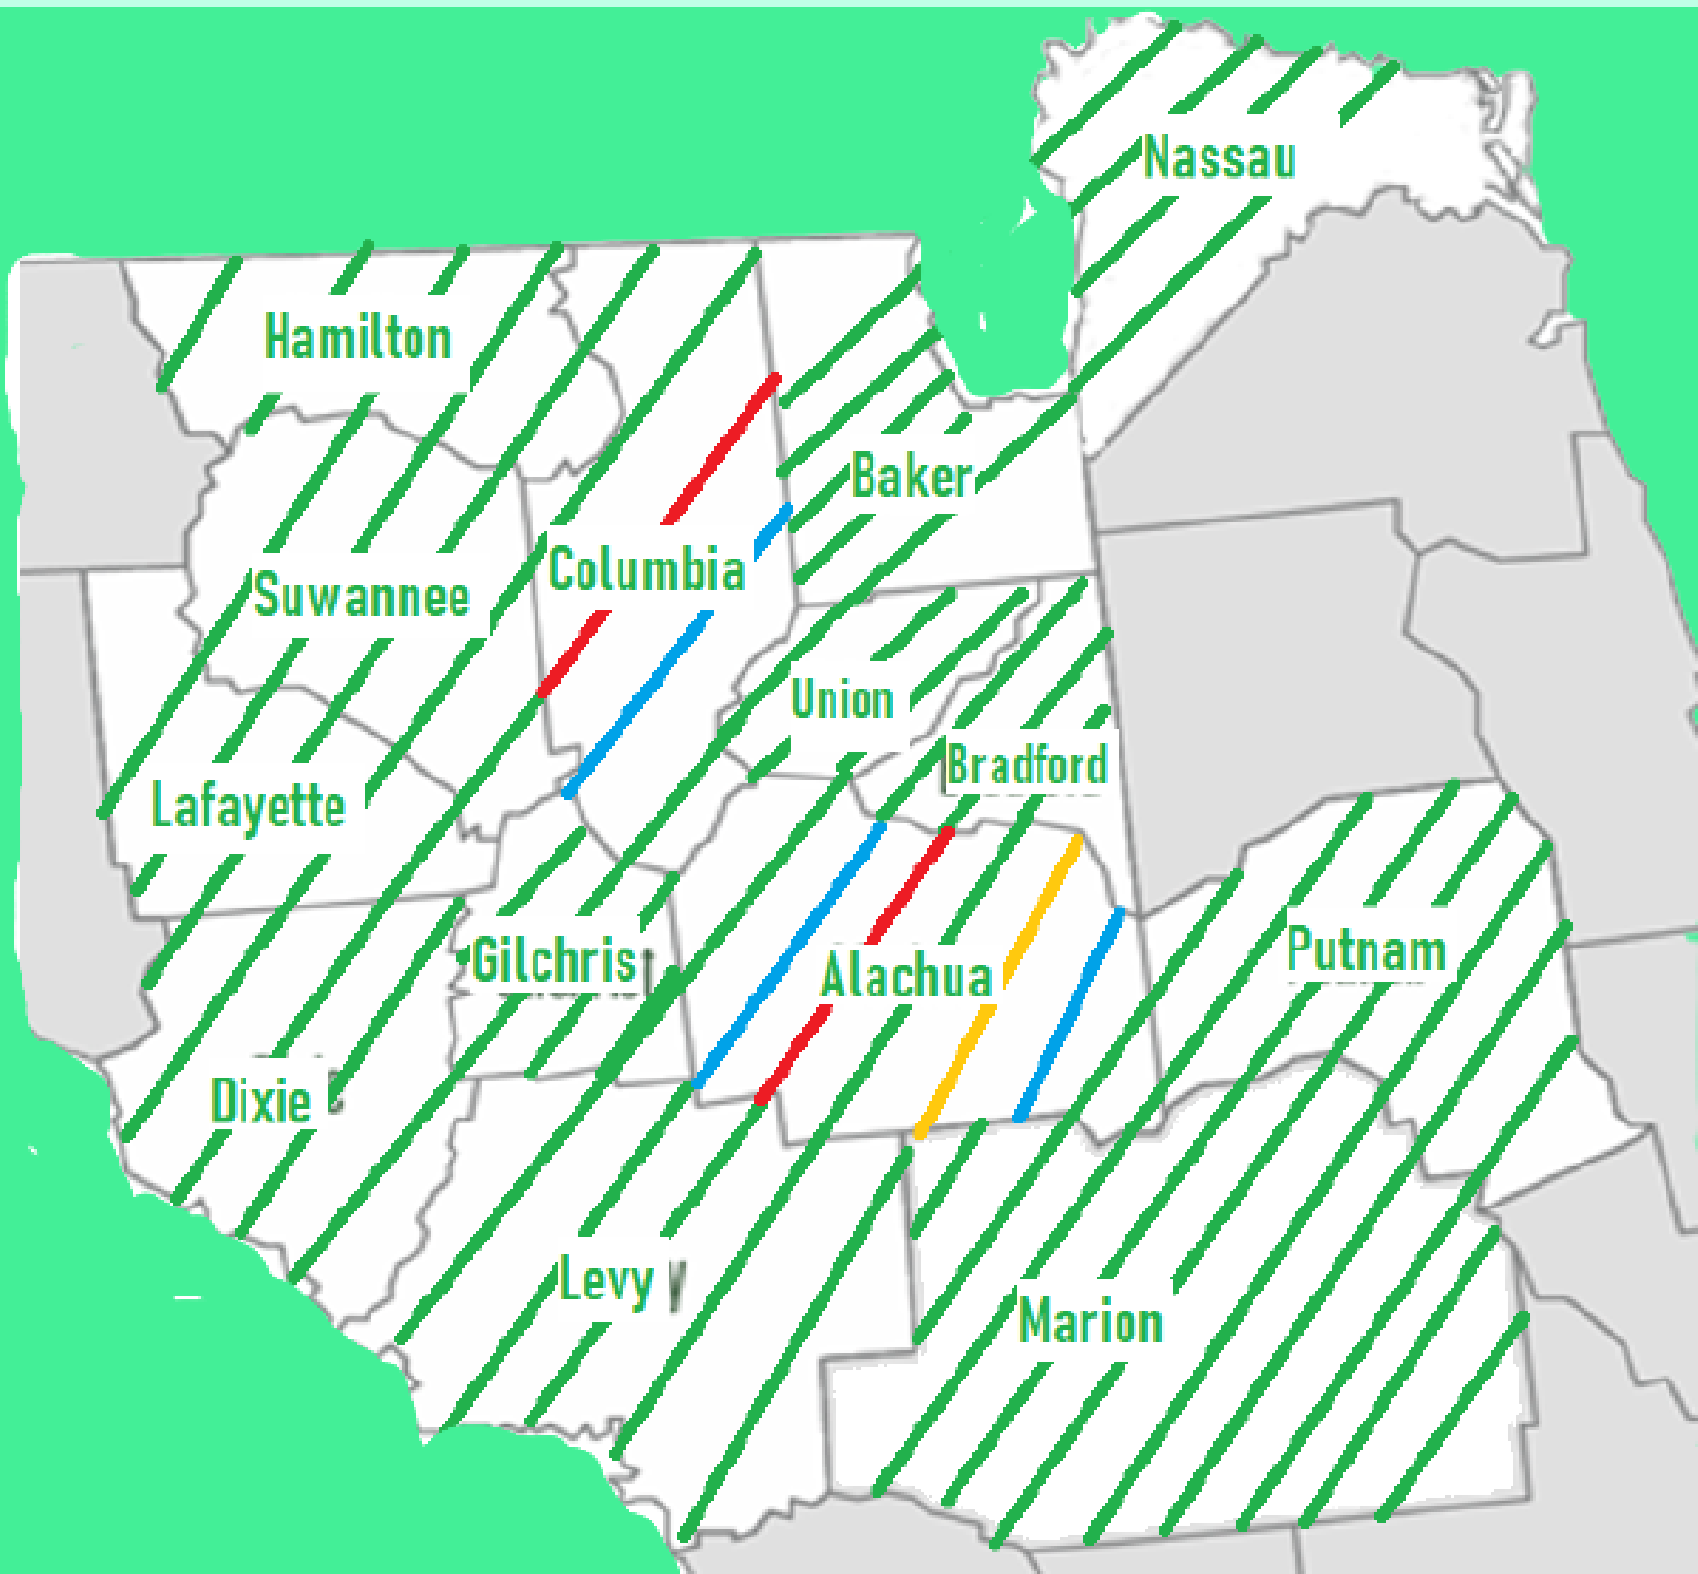 Nassau
Hamilton
Baker
Columbia
Suwannee
Union
Bradford
Lafayette
Putnam
Gilchrist
Alachua
Dixie
Levy y
Marion